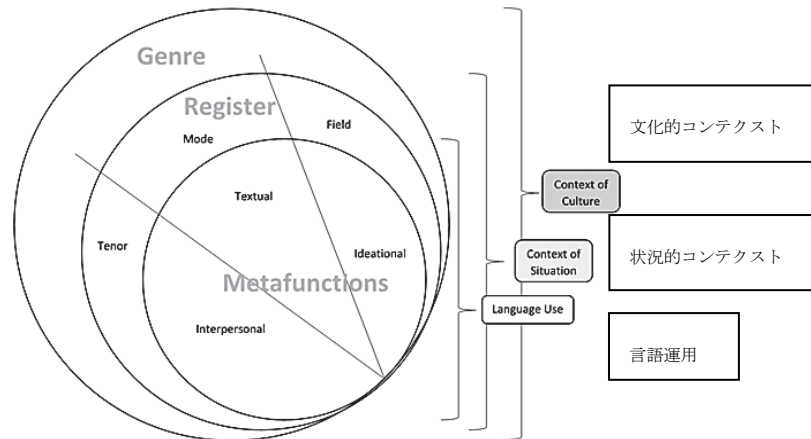 Genre
Register
Mode
Field
Textual
Tenor
Ideational
Metafunctions
Interpersonal
Context of
Culture
Context of
Situation
Language Use
文化的コンテクスト
状況的コンテクスト
言語運用